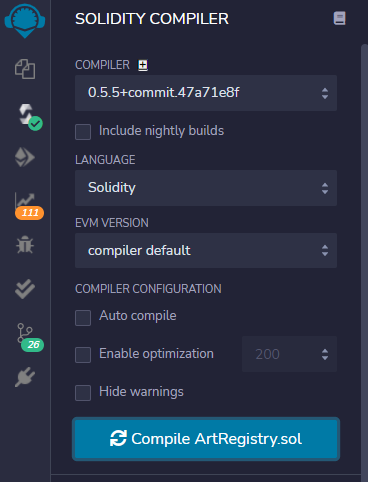 SOLIDITY COMPILER
COMPILER
0.5.5+commit.47a71e8f
Include nightly builds
LANGUAGE
Solidity
EVM VERSION
compiler default
111
COMPILER CONFIGURATION
Auto compile
26
Enable optimization 200
Hide warnings
Compile ArtRegistry.sol